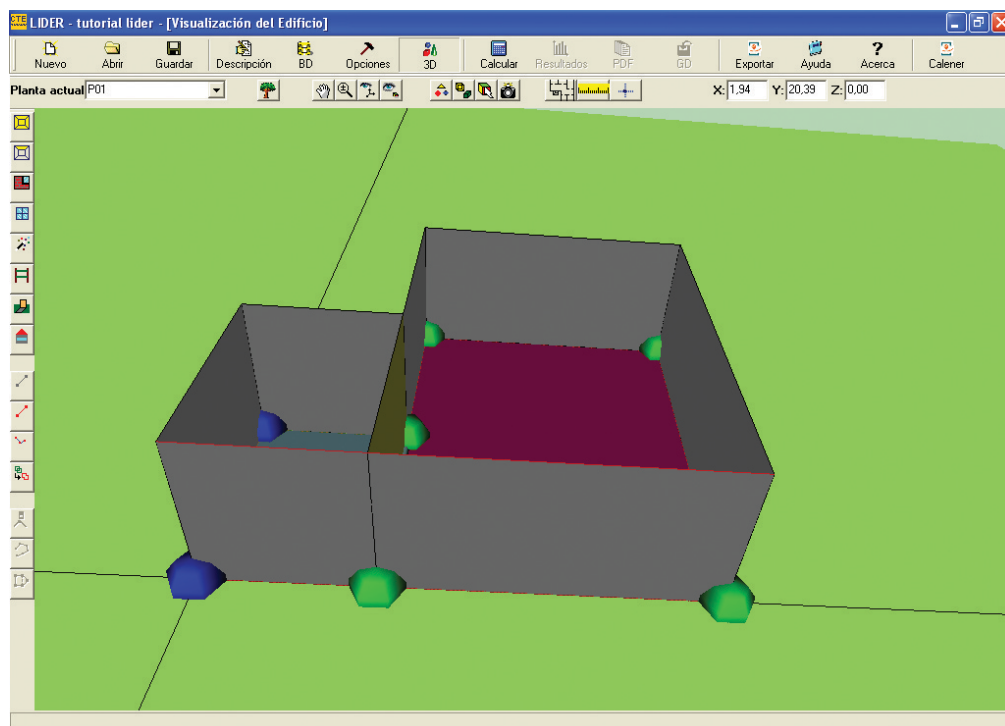 CTE LIDER - tutorial lider - [Visualización del Edificio]
Nuevo Abrir Guardar Descripción BD Opciones 3D Calcular Resultados PDF GD Exportar Ayuda Acerca Calener
Planta actual P01 X: 1,94 Y: 20,39 Z: 0,00